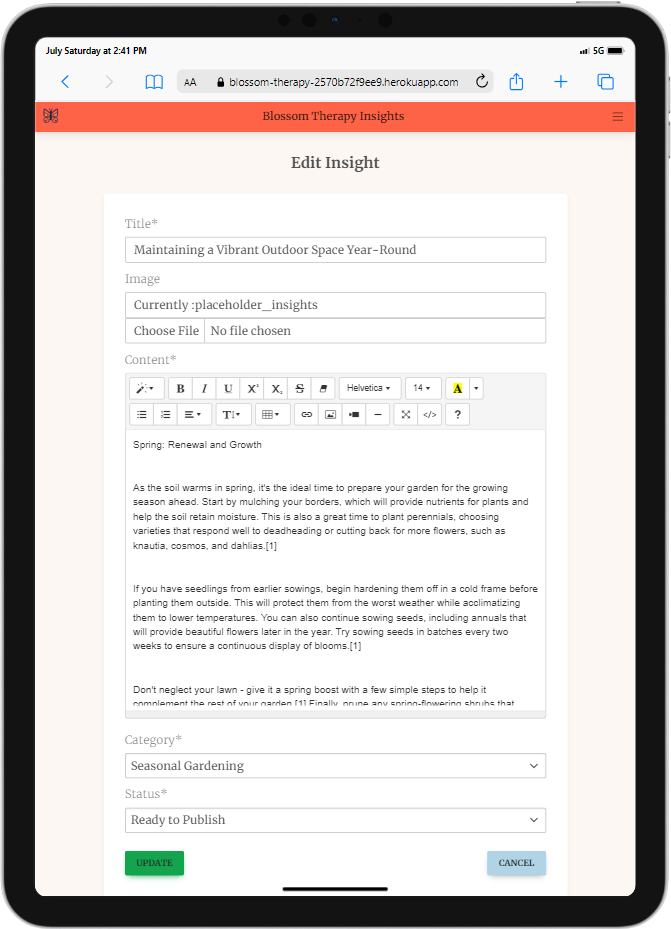 July Saturday at 2:41 PM
5G
AA
blossom-therapy-2570b72f9ee9.herokuapp.com
Blossom Therapy Insights
Edit Insight
Title*
Maintaining a Vibrant Outdoor Space Year-Round
Image
Currently :placeholder_insights
Choose File No file chosen
Content*
B I U X² X₂ S Helvetica 14 A
T </> ?
Spring: Renewal and Growth
As the soil warms in spring, it's the ideal time to prepare your garden for the growing
season ahead. Start by mulching your borders, which will provide nutrients for plants and
help the soil retain moisture. This is also a great time to plant perennials, choosing
varieties that respond well to deadheading or cutting back for more flowers, such as
knautia, cosmos, and dahlias.[1]
If you have seedlings from earlier sowings, begin hardening them off in a cold frame before
planting them outside. This will protect them from the worst weather while acclimatizing
them to lower temperatures. You can also continue sowing seeds, including annuals that
will provide beautiful flowers later in the year. Try sowing seeds in batches every two
weeks to ensure a continuous display of blooms.[1]
Don't neglect your lawn - give it a spring boost with a few simple steps to help it
complement the rest of your garden.[1] Finally, prune any spring-flowering shrubs that
Category*
Seasonal Gardening
Status*
Ready to Publish
UPDATE
CANCEL